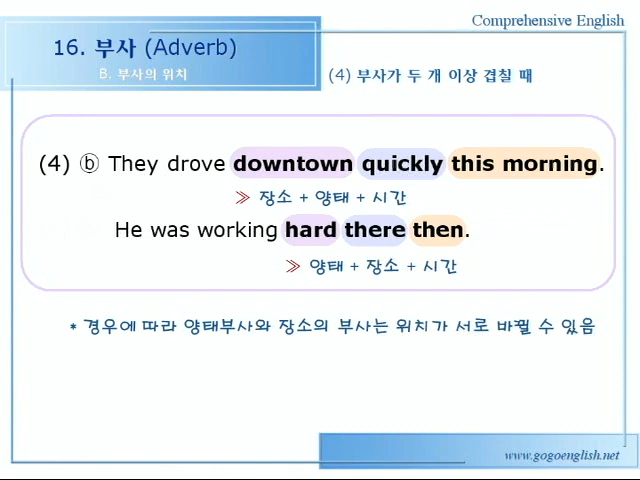 Comprehensive English
16. 부사 (Adverb)
B. 부사의 위치
(4) 부사가 두 개 이상 겹칠 때
(4) ⓑ They drove downtown quickly this morning.
≫ 장소 + 양태 + 시간
He was working hard there then.
≫ 양태 + 장소 + 시간
* 경우에 따라 양태부사와 장소의 부사는 위치가 서로 바뀔 수 있음
www.gogoenglish.net